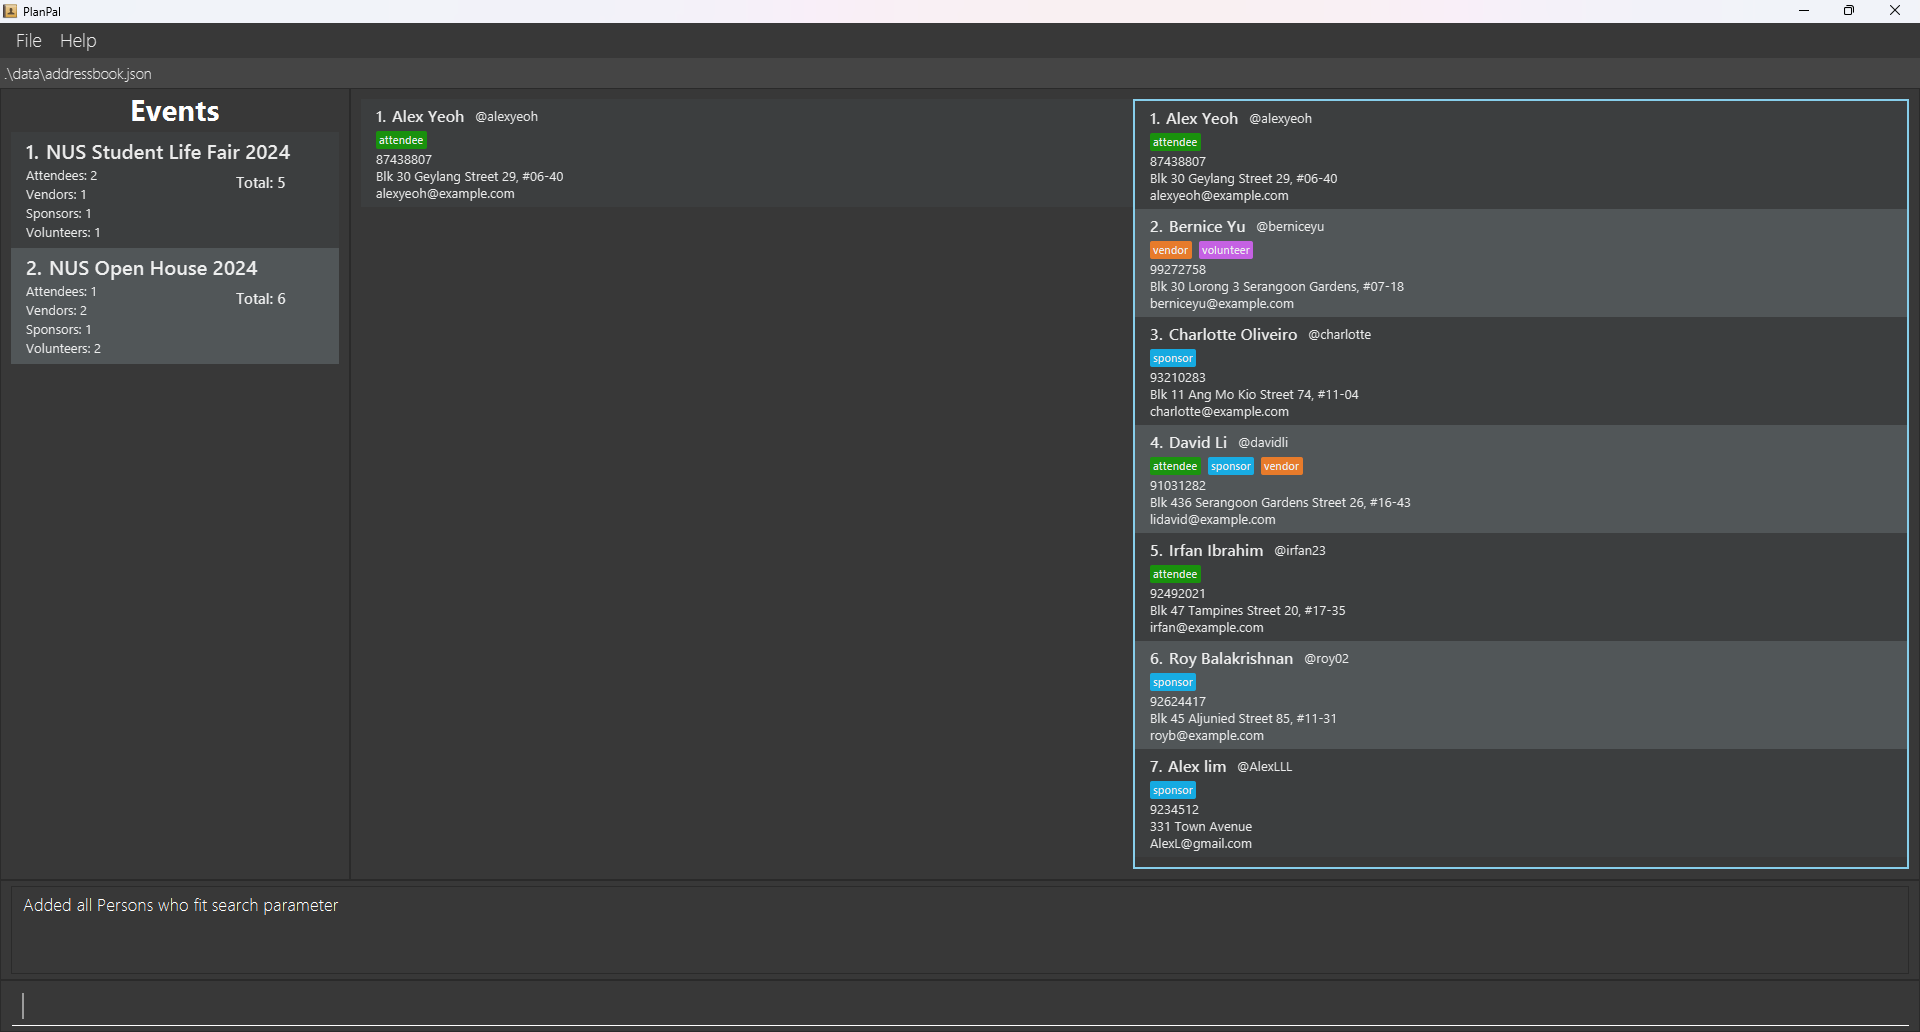 PlanPal
File Help
.\data\addressbook.json
Events
1. NUS Student Life Fair 2024
Attendees: 2
Total: 5
Vendors: 1
Sponsors: 1
Volunteers: 1
2. NUS Open House 2024
Attendees: 1
Total: 6
Vendors: 2
Sponsors: 1
Volunteers: 2
1. Alex Yeoh @alexyeoh
attendee
87438807
Blk 30 Geylang Street 29, #06-40
alexyeoh@example.com
1. Alex Yeoh @alexyeoh
attendee
87438807
Blk 30 Geylang Street 29, #06-40
alexyeoh@example.com
2. Bernice Yu @berniceyu
vendor volunteer
99272758
Blk 30 Lorong 3 Serangoon Gardens, #07-18
berniceyu@example.com
3. Charlotte Oliveiro @charlotte
sponsor
93210283
Blk 11 Ang Mo Kio Street 74, #11-04
charlotte@example.com
4. David Li @davidli
attendee sponsor vendor
91031282
Blk 436 Serangoon Gardens Street 26, #16-43
lidavid@example.com
5. Irfan Ibrahim @irfan23
attendee
92492021
Blk 47 Tampines Street 20, #17-35
irfan@example.com
6. Roy Balakrishnan @roy02
sponsor
92624417
Blk 45 Aljunied Street 85, #11-31
royb@example.com
7. Alex lim @AlexLLL
sponsor
9234512
331 Town Avenue
AlexL@gmail.com
Added all Persons who fit search parameter